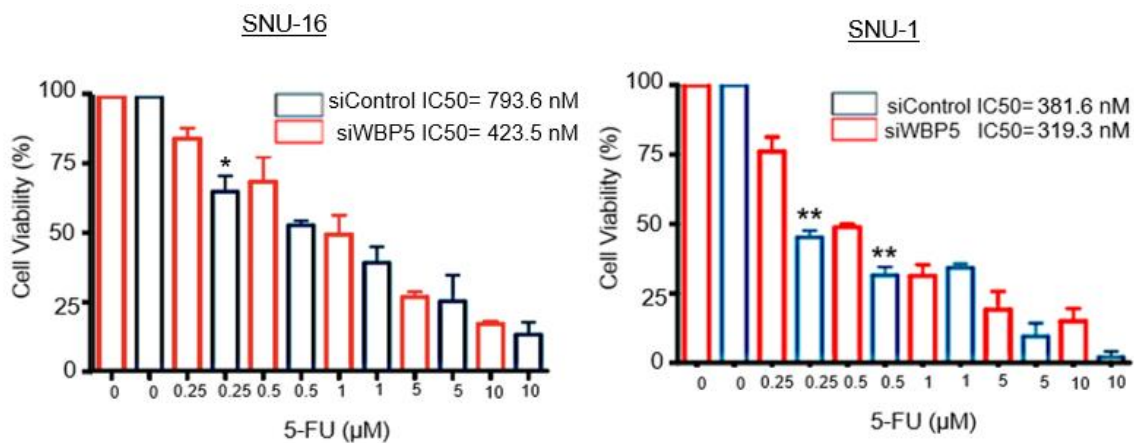 SNU-16
100
75
50
25
0
Cell Viability (%)
siControl IC50= 793.6 nM
siWBP5 IC50= 423.5 nM
*
0 0 0.25 0.25 0.5 0.5 1 1 5 5 10 10
5-FU (µM)
SNU-1
100
75
50
25
0
Cell Viability (%)
siControl IC50= 381.6 nM
siWBP5 IC50= 319.3 nM
**
**
0 0 0.25 0.25 0.5 0.5 1 1 5 5 10 10
5-FU (µM)